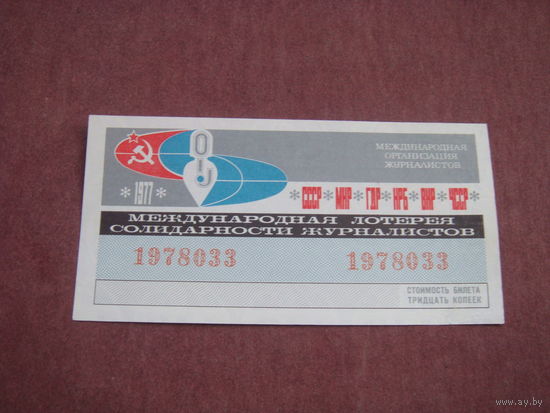 МЕЖДУНАРОДНАЯ
ОРГАНИЗАЦИЯ
ЖУРНАЛИСТОВ
*1977* *СССР*МНР*ГДР*НРБ*ВНР*ЧССР*
МЕЖДУНАРОДНАЯ ЛОТЕРЕЯ
СОЛИДАРНОСТИ ЖУРНАЛИСТОВ
1978033 1978033
СТОИМОСТЬ БИЛЕТА
ТРИДЦАТЬ КОПЕЕК
www.ay.by